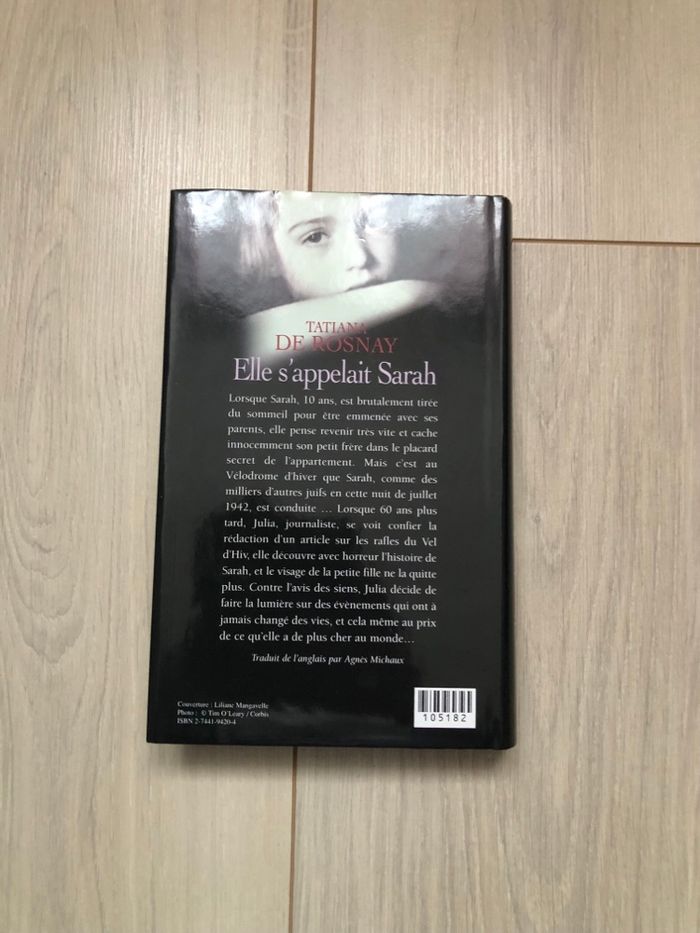 TATIANA
DE ROSNAY
Elle s'appelait Sarah
Lorsque Sarah, 10 ans, est brutalement tirée
du sommeil pour être emmenée avec ses
parents, elle pense revenir très vite et cache
innocemment son petit frère dans le placard
secret de l'appartement. Mais c'est au
Vélodrome d'hiver que Sarah, comme des
milliers d'autres juifs en cette nuit de juillet
1942, est conduite ... Lorsque 60 ans plus
tard, Julia, journaliste, se voit confier la
rédaction d'un article sur les rafles du Vel
d'Hiv, elle découvre avec horreur l'histoire de
Sarah, et le visage de la petite fille ne la quitte
plus. Contre l'avis des siens, Julia décide de
faire la lumière sur des évènements qui ont à
jamais changé des vies, et cela même au prix
de ce qu'elle a de plus cher au monde...
Traduit de l'anglais par Agnès Michaux
Couverture : Liliane Mangavelle
Photo : © Tim O'Leary / Corbis
ISBN 2-7441-9420-4
105182